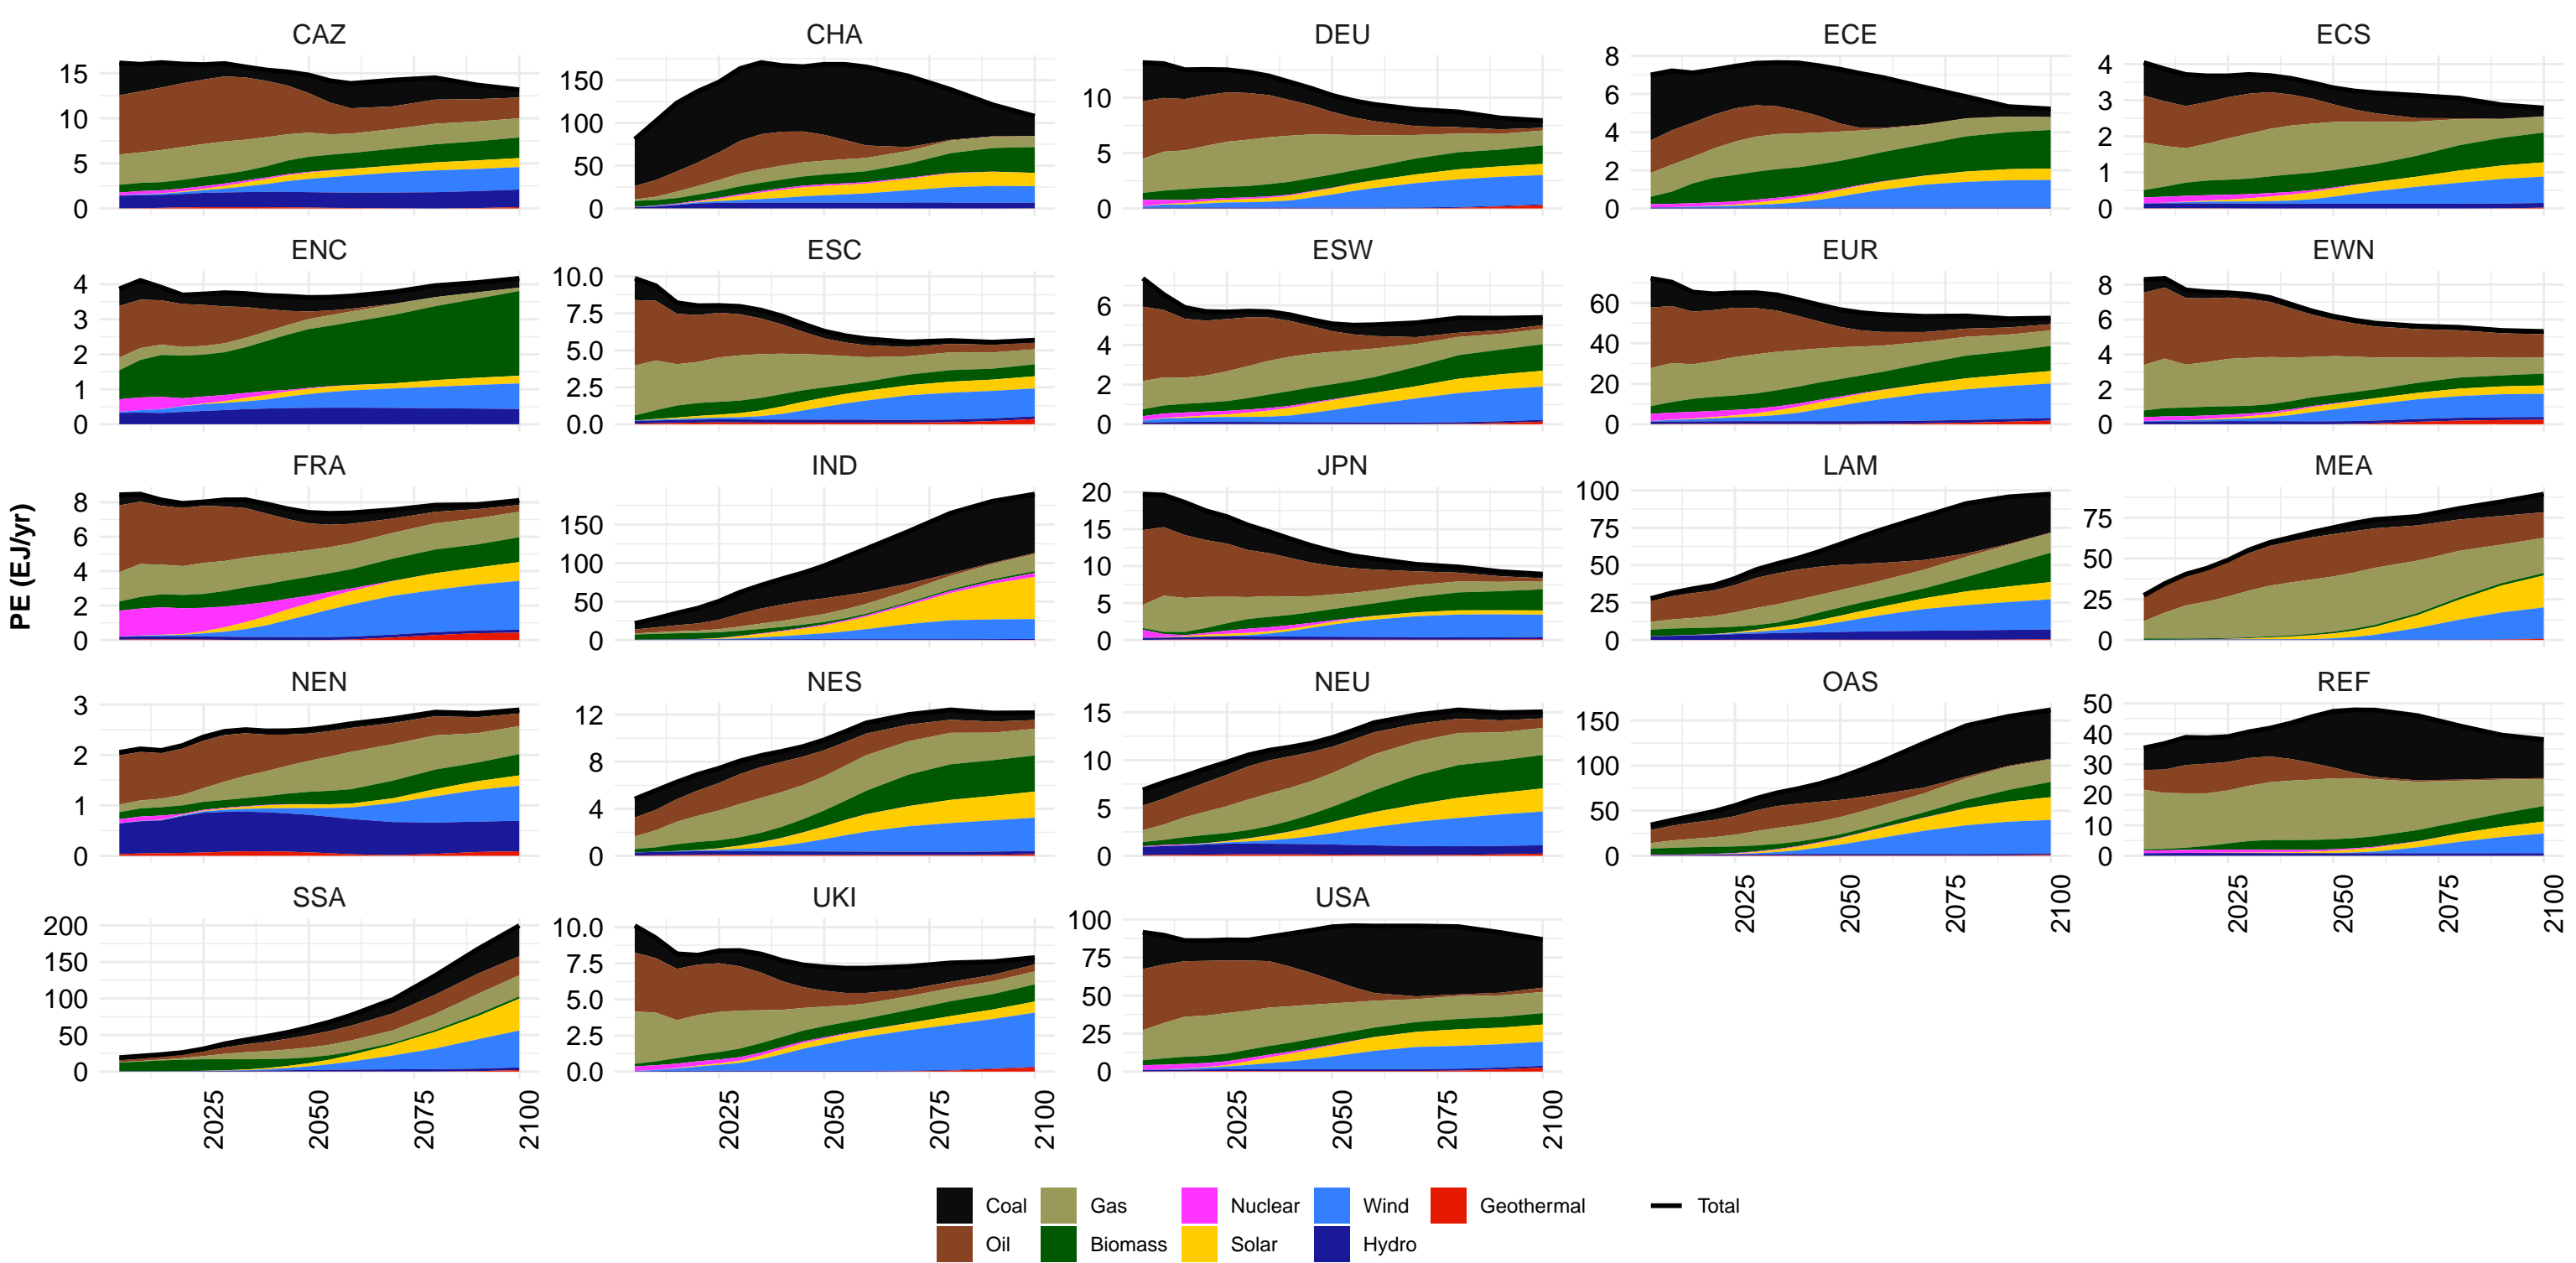 CAZ CHA DEU ECE ECS
15 10 5 0
150 100 50 0
10 5 0
8 6 4 2 0
4 3 2 1 0
ENC ESC ESW EUR EWN
4 3 2 1 0
10.0 7.5 5.0 2.5 0.0
6 4 2 0
60 40 20 0
8 6 4 2 0
FRA IND JPN LAM MEA
8 6 4 2 0
150 100 50 0
20 15 10 5 0
100 75 50 25 0
75 50 25 0
PE (EJ/yr)
NEN NES NEU OAS REF
3 2 1 0
12 8 4 0
15 10 5 0
150 100 50 0
50 40 30 20 10 0
2025 2050 2075 2100
2025 2050 2075 2100
SSA UKI USA
200 150 100 50 0
10.0 7.5 5.0 2.5 0.0
100 75 50 25 0
2025 2050 2075 2100
2025 2050 2075 2100
2025 2050 2075 2100
Coal Gas Nuclear Wind Geothermal Total
Oil Biomass Solar Hydro